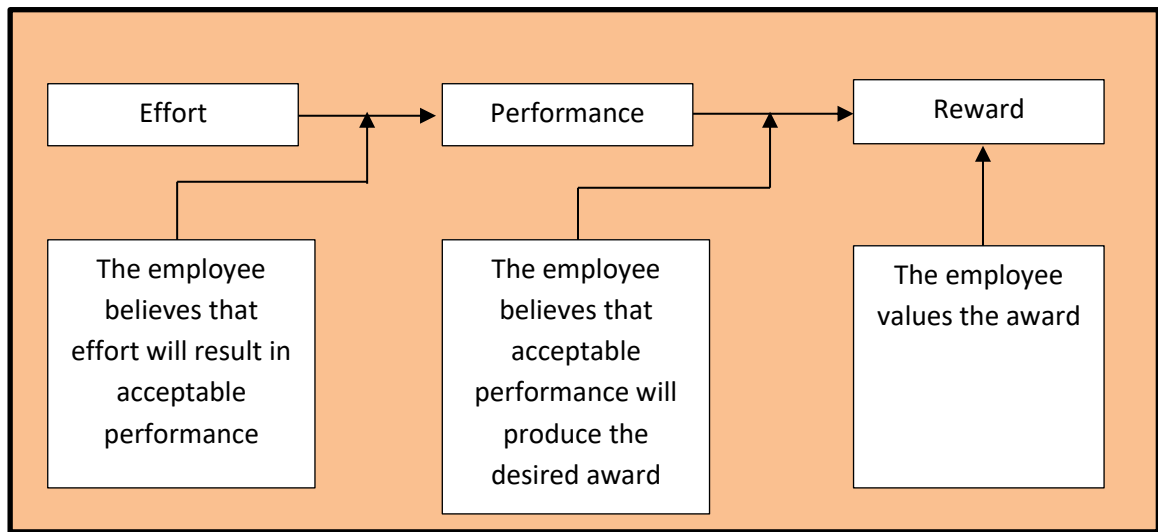 Effort
Performance
Reward
The employee
believes that
effort will result in
acceptable
performance
The employee
believes that
acceptable
performance will
produce the
desired award
The employee
values the award